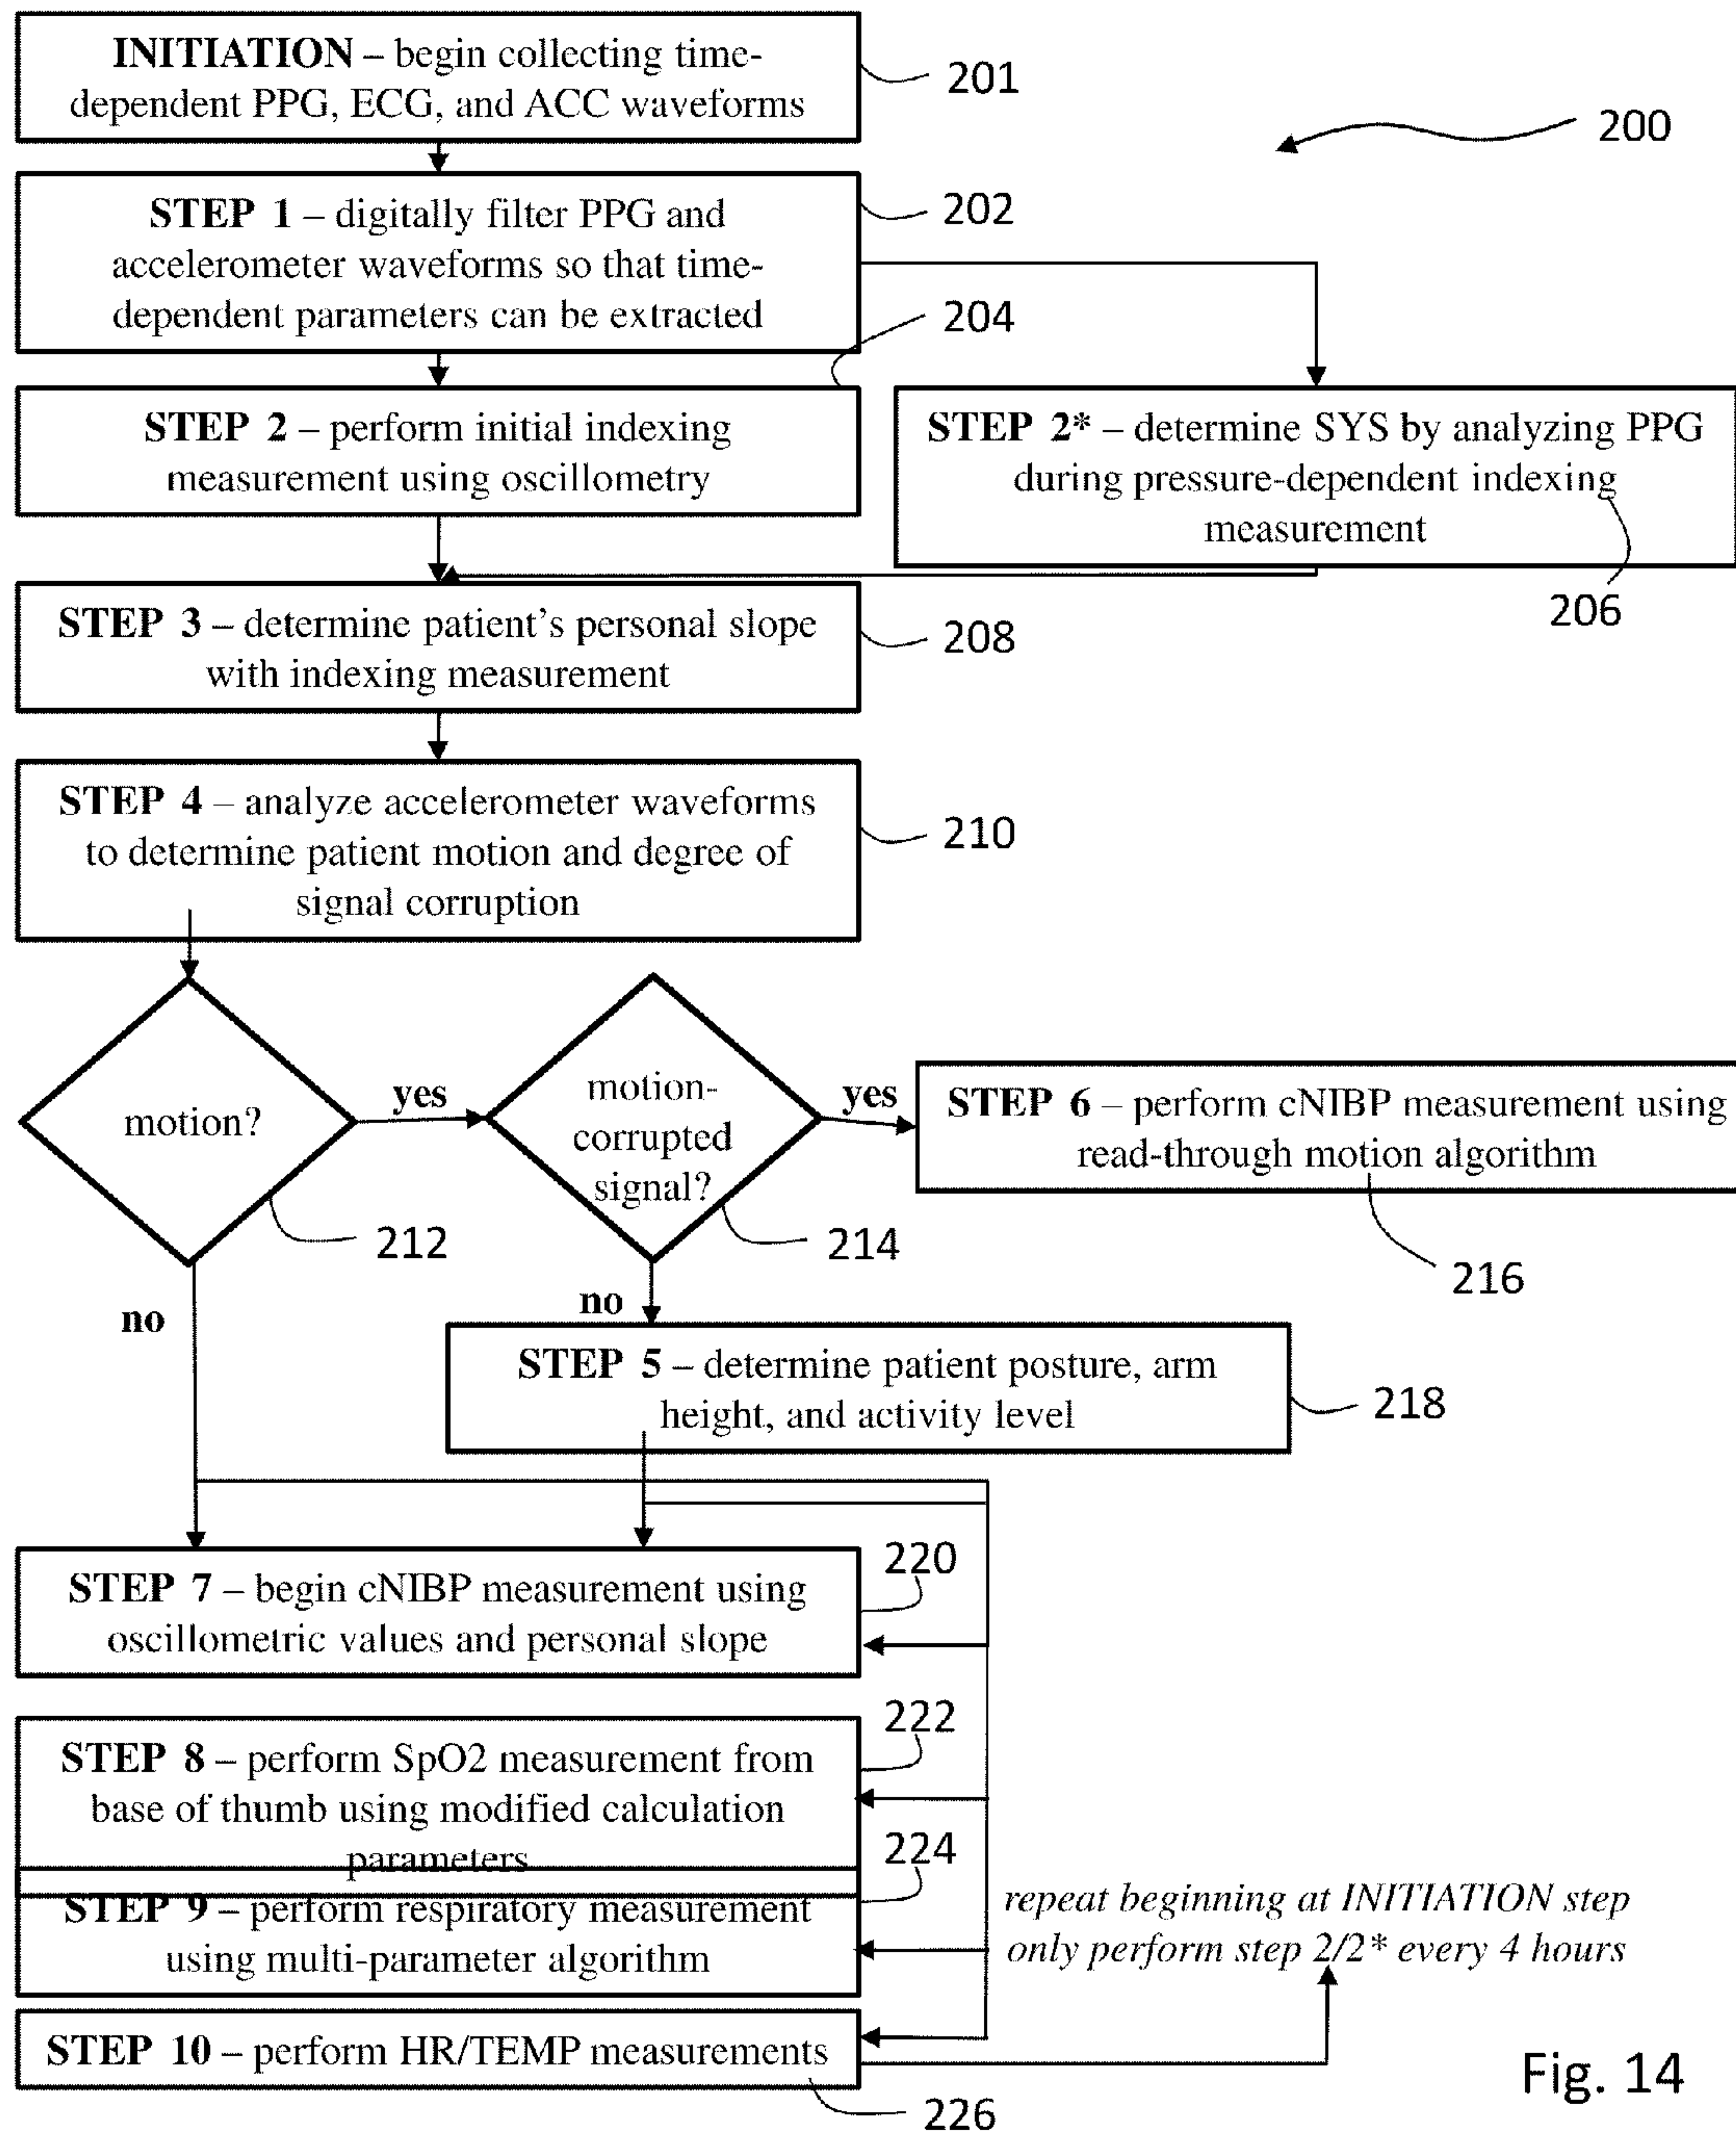 INITIATION – begin collecting time-
dependent PPG, ECG, and ACC waveforms
201
200
STEP 1 – digitally filter PPG and
accelerometer waveforms so that time-
dependent parameters can be extracted
202
204
STEP 2 – perform initial indexing
measurement using oscillometry
STEP 2* – determine SYS by analyzing PPG
during pressure-dependent indexing
measurement
206
STEP 3 – determine patient's personal slope
with indexing measurement
208
STEP 4 – analyze accelerometer waveforms
to determine patient motion and degree of
signal corruption
210
motion?
yes
212
no
motion-
corrupted
signal?
yes
214
no
STEP 6 – perform cNIBP measurement using
read-through motion algorithm
216
STEP 5 – determine patient posture, arm
height, and activity level
218
STEP 7 – begin cNIBP measurement using
oscillometric values and personal slope
220
STEP 8 – perform SpO2 measurement from
base of thumb using modified calculation
parameters
222
STEP 9 – perform respiratory measurement
using multi-parameter algorithm
224
repeat beginning at INITIATION step
only perform step 2/2* every 4 hours
STEP 10 – perform HR/TEMP measurements
226
Fig. 14